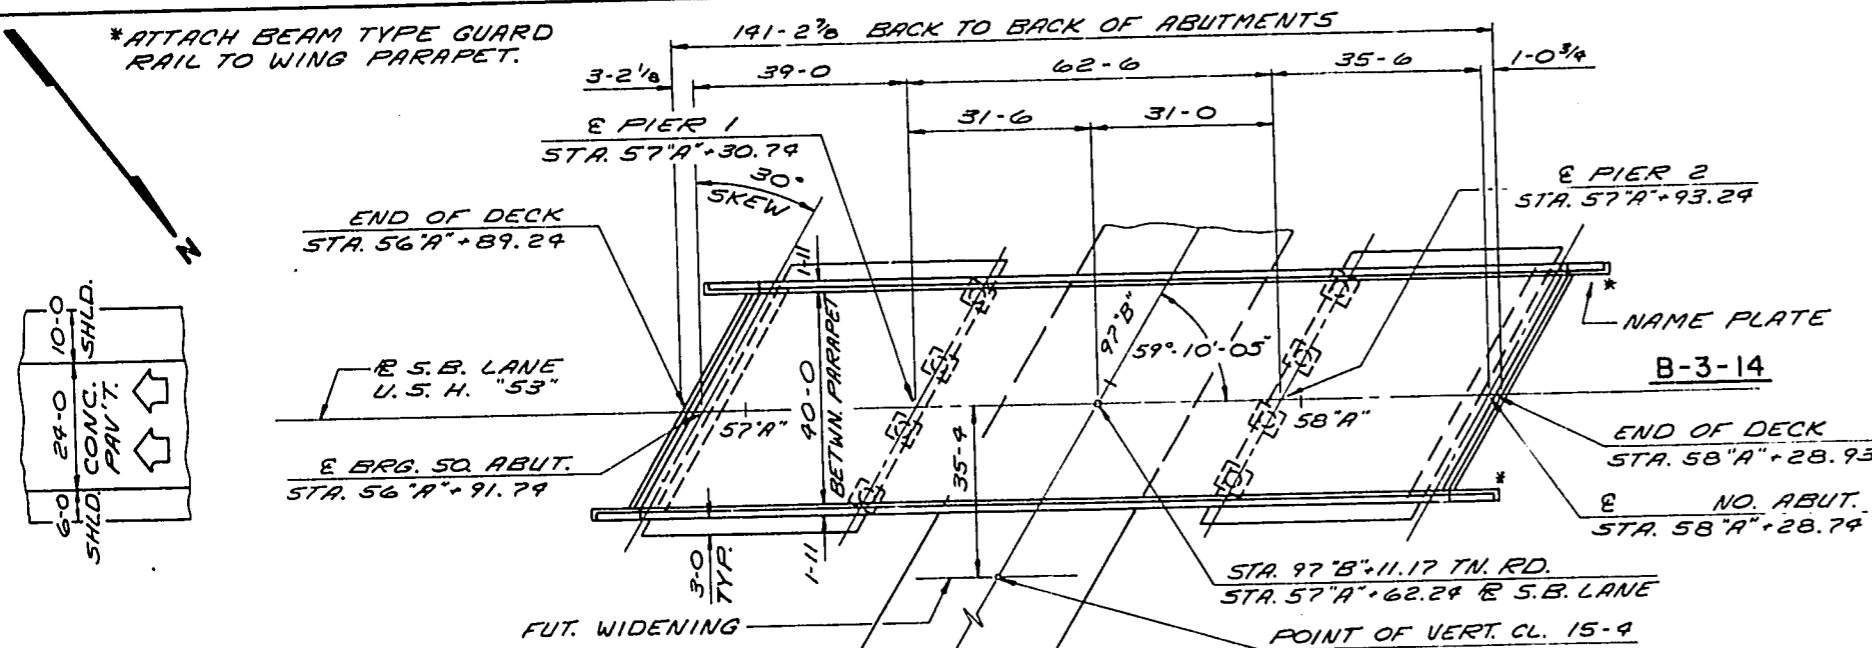 *ATTACH BEAM TYPE GUARD
RAIL TO WING PARAPET.
141-2⅞ BACK TO BACK OF ABUTMENTS
3-2⅛
39-0
62-6
35-6
1-0¾
31-6
31-0
℄ PIER 1
STA. 57"A"+30.74
30°
SKEW
℄ PIER 2
STA. 57"A"+93.24
N
END OF DECK
STA. 56"A"+89.24
1-11
*
NAME PLATE
10-0
SHLD.
24-0
CONC.
PAV'T.
6-0
SHLD.
℞ S.B. LANE
U.S.H. "53"
97"B"
59°-10'-05"
B-3-14
57"A"
40-0
BETWN. PARAPET
58"A"
35-4
℄ BRG. SO. ABUT.
STA. 56"A"+91.74
END OF DECK
STA. 58"A"+28.93
*
℄ NO. ABUT.
STA. 58"A"+28.74
3-0
TYP.
1-11
STA. 97"B"+11.17 TN. RD.
STA. 57"A"+62.24 ℞ S.B. LANE
FUT. WIDENING
POINT OF VERT. CL. 15-4